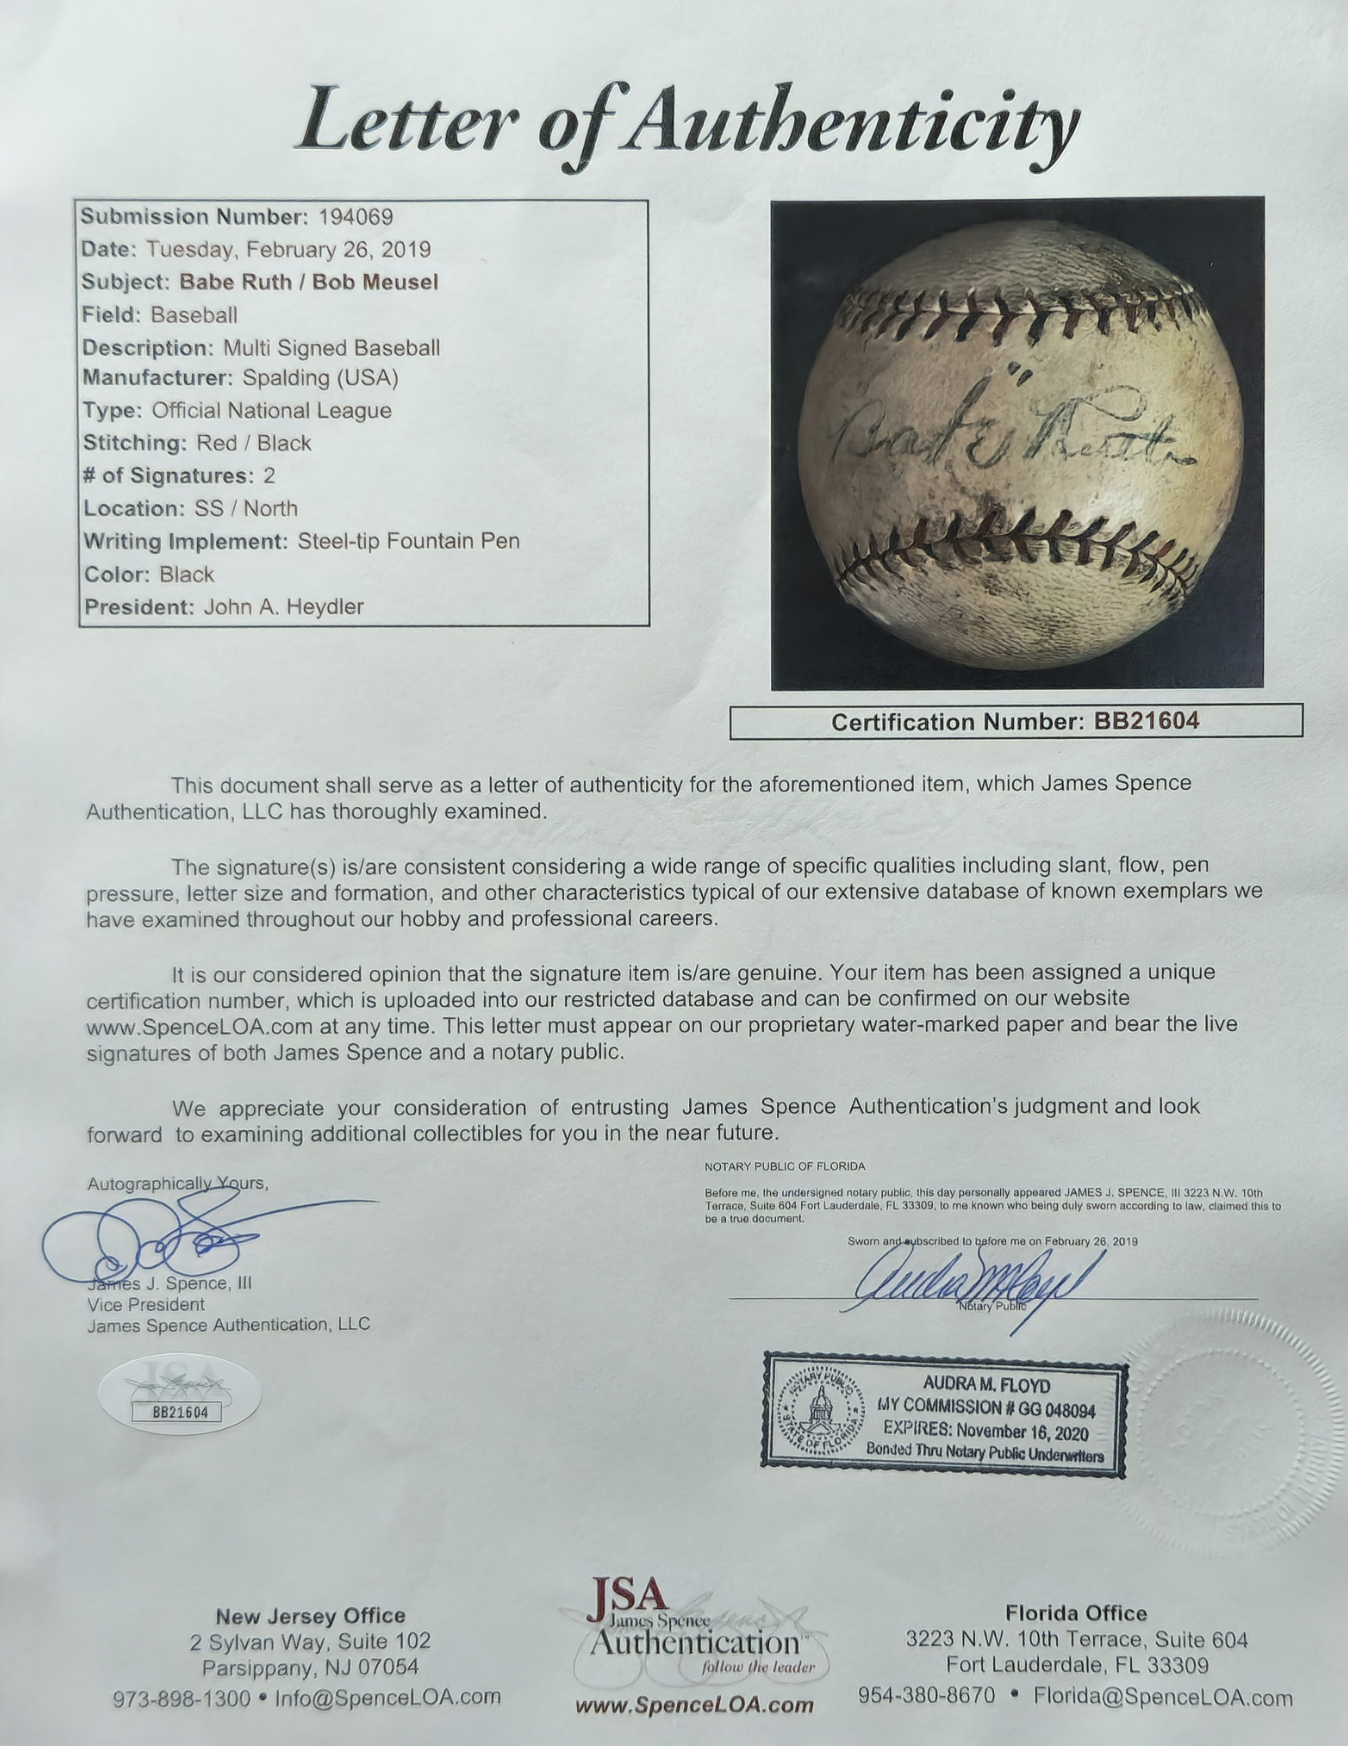 Letter of Authenticity
Submission Number: 194069
Date: Tuesday, February 26, 2019
Subject: Babe Ruth / Bob Meusel
Field: Baseball
Description: Multi Signed Baseball
Manufacturer: Spalding (USA)
Type: Official National League
Stitching: Red / Black
# of Signatures: 2
Location: SS / North
Writing Implement: Steel-tip Fountain Pen
Color: Black
President: John A. Heydler
"Babe" Ruth
Certification Number: BB21604
This document shall serve as a letter of authenticity for the aforementioned item, which James Spence
Authentication, LLC has thoroughly examined.
The signature(s) is/are consistent considering a wide range of specific qualities including slant, flow, pen
pressure, letter size and formation, and other characteristics typical of our extensive database of known exemplars we
have examined throughout our hobby and professional careers.
It is our considered opinion that the signature item is/are genuine. Your item has been assigned a unique
certification number, which is uploaded into our restricted database and can be confirmed on our website
www.SpenceLOA.com at any time. This letter must appear on our proprietary water-marked paper and bear the live
signatures of both James Spence and a notary public.
We appreciate your consideration of entrusting James Spence Authentication's judgment and look
forward to examining additional collectibles for you in the near future.
Autographically Yours,
James J. Spence, III
Vice President
James Spence Authentication, LLC
JSA
BB21604
NOTARY PUBLIC OF FLORIDA
Before me, the undersigned notary public, this day personally appeared JAMES J. SPENCE, III 3223 N.W. 10th
Terrace, Suite 604 Fort Lauderdale, FL 33309, to me known who being duly sworn according to law, claimed this to
be a true document.
Sworn and subscribed to before me on February 26, 2019
Audra M Floyd
Notary Public
NOTARY PUBLIC
STATE OF FLORIDA
AUDRA M. FLOYD
MY COMMISSION # GG 048094
EXPIRES: November 16, 2020
Bonded Thru Notary Public Underwriters
New Jersey Office
2 Sylvan Way, Suite 102
Parsippany, NJ 07054
973-898-1300 • Info@SpenceLOA.com
JSA
James Spence
Authentication™
follow the leader
www.SpenceLOA.com
Florida Office
3223 N.W. 10th Terrace, Suite 604
Fort Lauderdale, FL 33309
954-380-8670 • Florida@SpenceLOA.com